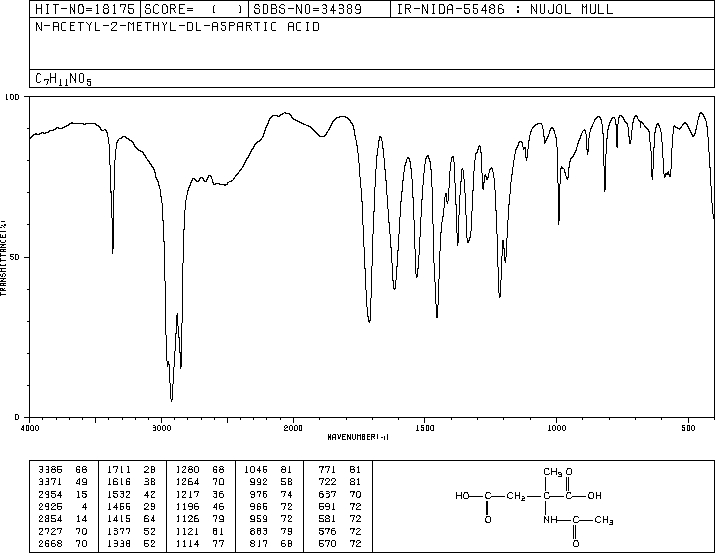 HIT-NO=18175 SCORE= ( ) SDBS-NO=34389 IR-NIDA-55486 : NUJOL MULL
N-ACETYL-2-METHYL-DL-ASPARTIC ACID
C7H11NO5
100
50
0
TRANSMITTANCE(%)
4000 3000 2000 1500 1000 500
WAVENUMBER(-1)
3385 68 1711 28 1280 68 1046 81 771 81
3371 49 1616 38 1264 70 992 58 722 81
2954 15 1532 42 1217 36 976 74 637 70
2925 4 1455 29 1196 46 966 72 591 72
2854 14 1415 64 1126 79 959 72 581 72
2727 70 1377 52 1121 81 883 79 576 72
2668 70 1338 52 1114 77 817 68 570 72
CH3 O
HO C CH2 C C OH
O NH C CH3
O